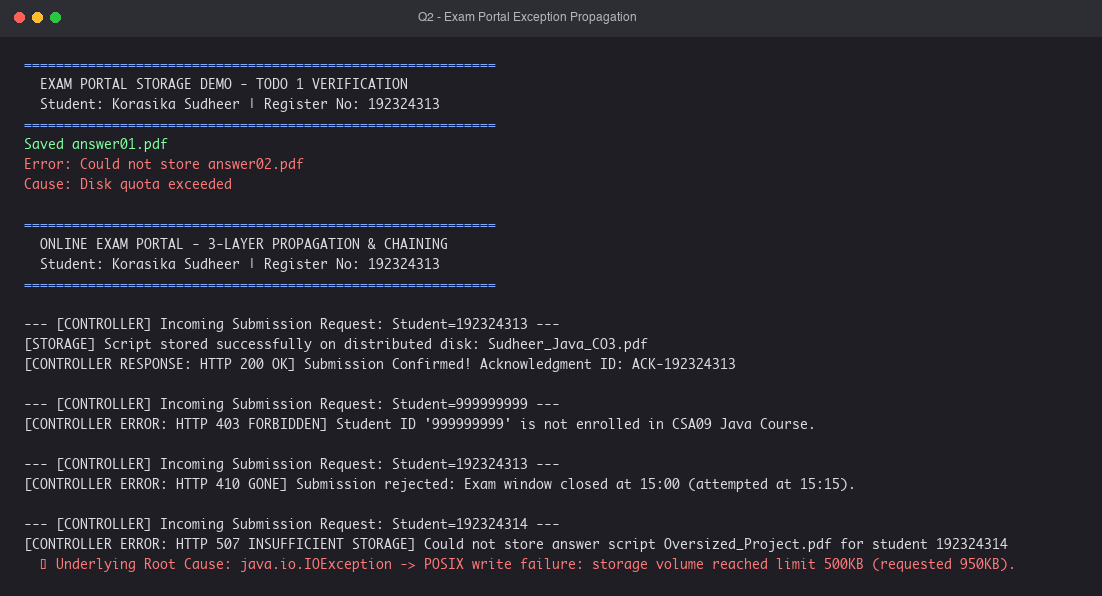 Q2 - Exam Portal Exception Propagation
===========================================================
EXAM PORTAL STORAGE DEMO - TODO 1 VERIFICATION
Student: Korasika Sudheer | Register No: 192324313
===========================================================
Saved answer01.pdf
Error: Could not store answer02.pdf
Cause: Disk quota exceeded
===========================================================
ONLINE EXAM PORTAL - 3-LAYER PROPAGATION & CHAINING
Student: Korasika Sudheer | Register No: 192324313
===========================================================
--- [CONTROLLER] Incoming Submission Request: Student=192324313 ---
[STORAGE] Script stored successfully on distributed disk: Sudheer_Java_CO3.pdf
[CONTROLLER RESPONSE: HTTP 200 OK] Submission Confirmed! Acknowledgment ID: ACK-192324313
--- [CONTROLLER] Incoming Submission Request: Student=999999999 ---
[CONTROLLER ERROR: HTTP 403 FORBIDDEN] Student ID '999999999' is not enrolled in CSA09 Java Course.
--- [CONTROLLER] Incoming Submission Request: Student=192324313 ---
[CONTROLLER ERROR: HTTP 410 GONE] Submission rejected: Exam window closed at 15:00 (attempted at 15:15).
--- [CONTROLLER] Incoming Submission Request: Student=192324314 ---
[CONTROLLER ERROR: HTTP 507 INSUFFICIENT STORAGE] Could not store answer script Oversized_Project.pdf for student 192324314
Underlying Root Cause: java.io.IOException -> POSIX write failure: storage volume reached limit 500KB (requested 950KB).